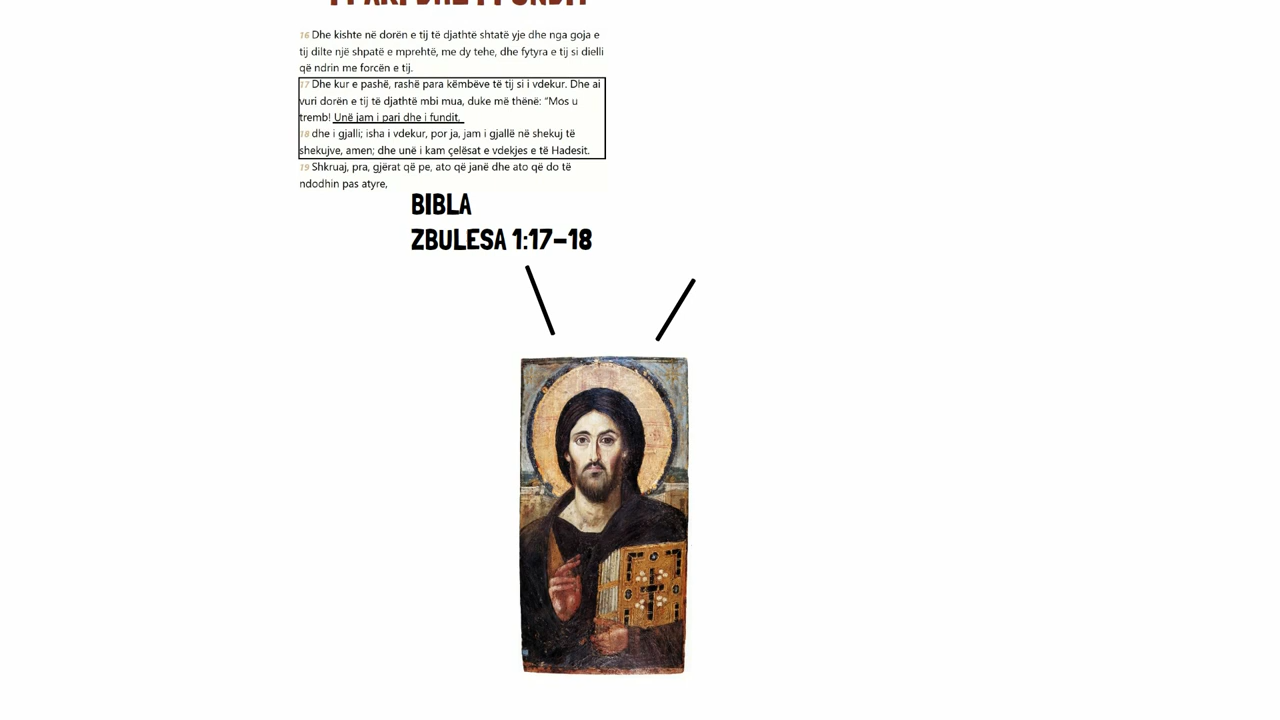 I PARI DHE I FUNDIT
16 Dhe kishte në dorën e tij të djathtë shtatë yje dhe nga goja e
tij dilte një shpatë e mprehtë, me dy tehe, dhe fytyra e tij si dielli
që ndrin me forcën e tij.
17 Dhe kur e pashë, rashë para këmbëve të tij si i vdekur. Dhe ai
vuri dorën e tij të djathtë mbi mua, duke më thënë: "Mos u
tremb! Unë jam i pari dhe i fundit,
18 dhe i gjalli; isha i vdekur, por ja, jam i gjallë në shekuj të
shekujve, amen; dhe unë i kam çelësat e vdekjes e të Hadesit.
19 Shkruaj, pra, gjërat që pe, ato që janë dhe ato që do të
ndodhin pas atyre,
BIBLA
ZBULESA 1:17–18